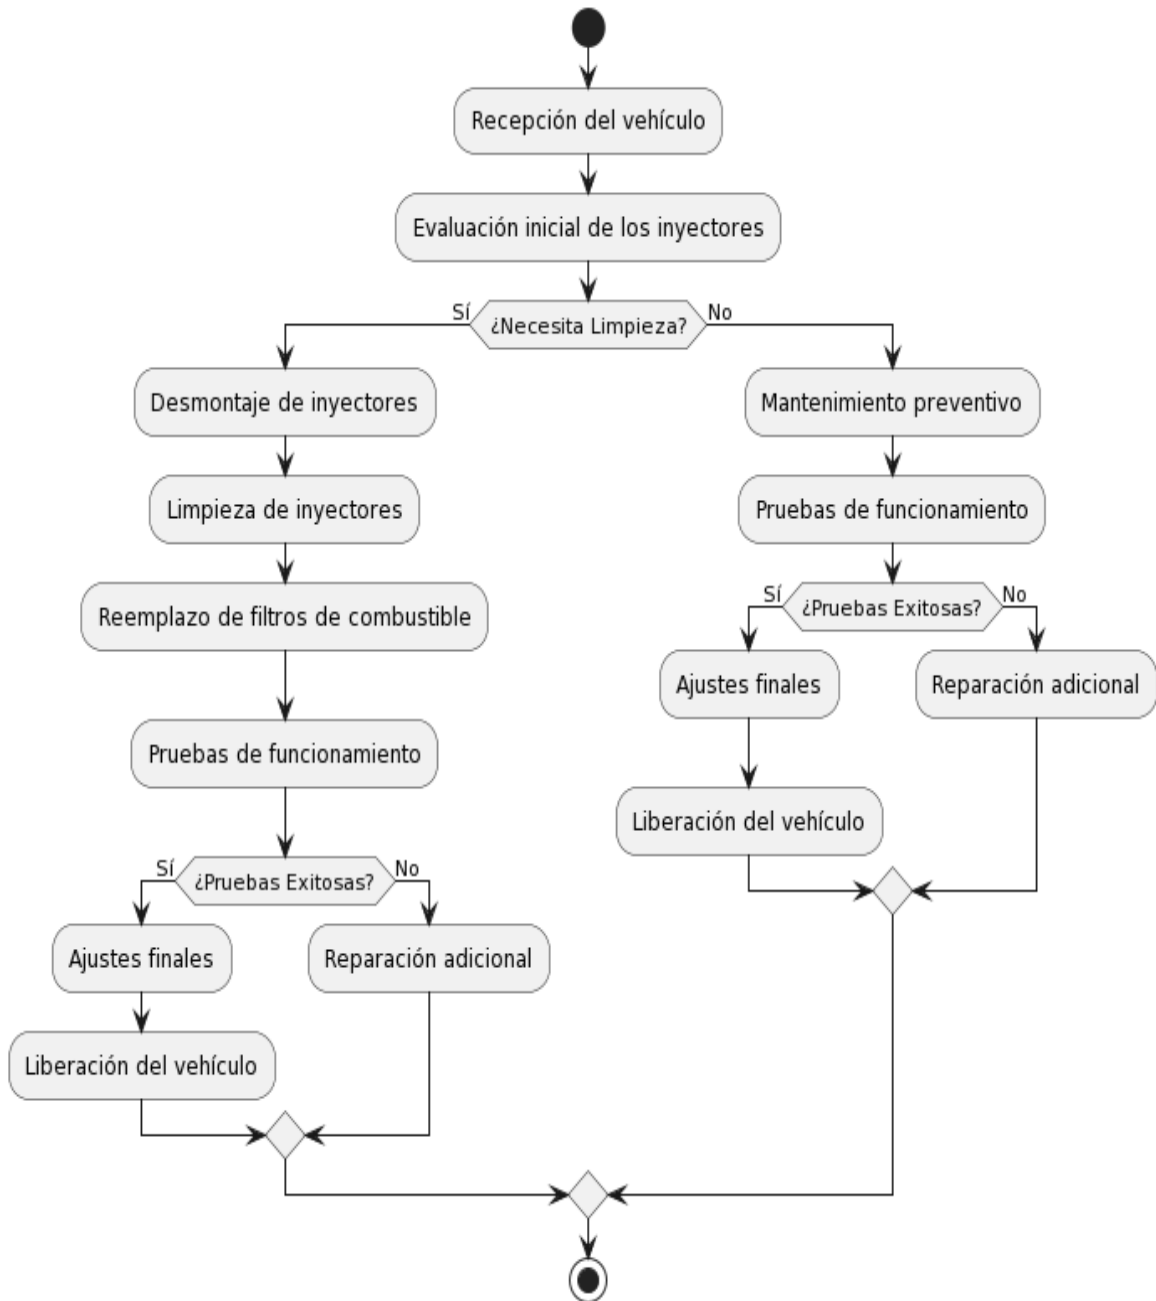 Recepción del vehículo
Evaluación inicial de los inyectores
¿Necesita Limpieza?
Sí
No
Desmontaje de inyectores
Limpieza de inyectores
Reemplazo de filtros de combustible
Pruebas de funcionamiento
¿Pruebas Exitosas?
Sí
No
Ajustes finales
Liberación del vehículo
Reparación adicional
Mantenimiento preventivo
Pruebas de funcionamiento
¿Pruebas Exitosas?
Sí
No
Ajustes finales
Liberación del vehículo
Reparación adicional